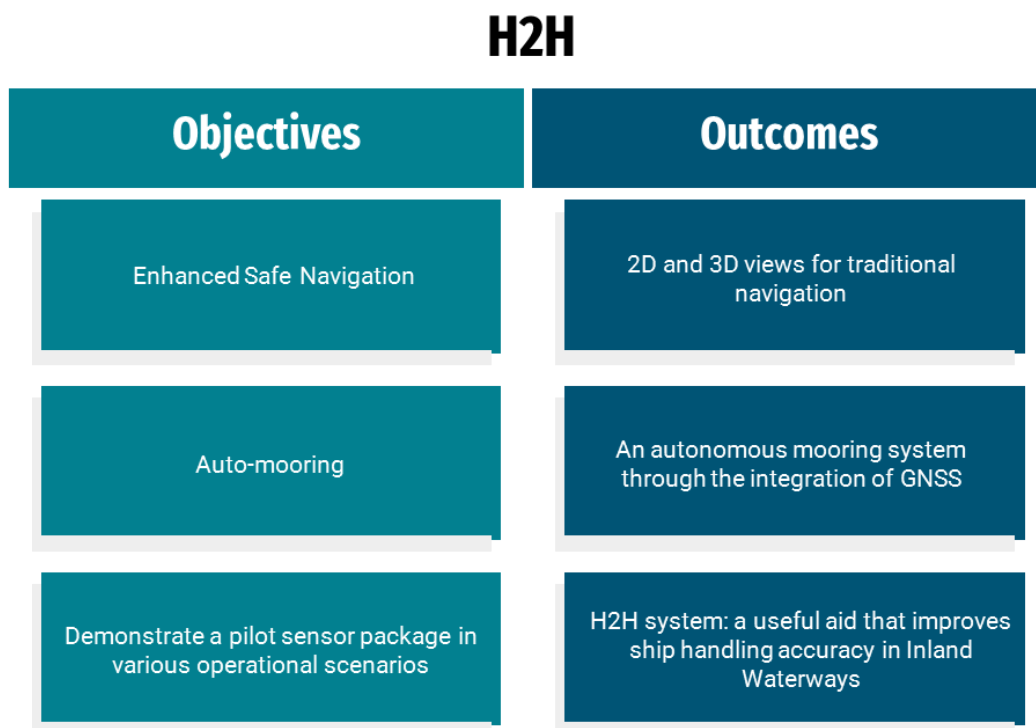 H2H
Objectives
Outcomes
Enhanced Safe Navigation
2D and 3D views for traditional
navigation
Auto-mooring
An autonomous mooring system
through the integration of GNSS
Demonstrate a pilot sensor package in
various operational scenarios
H2H system: a useful aid that improves
ship handling accuracy in Inland
Waterways